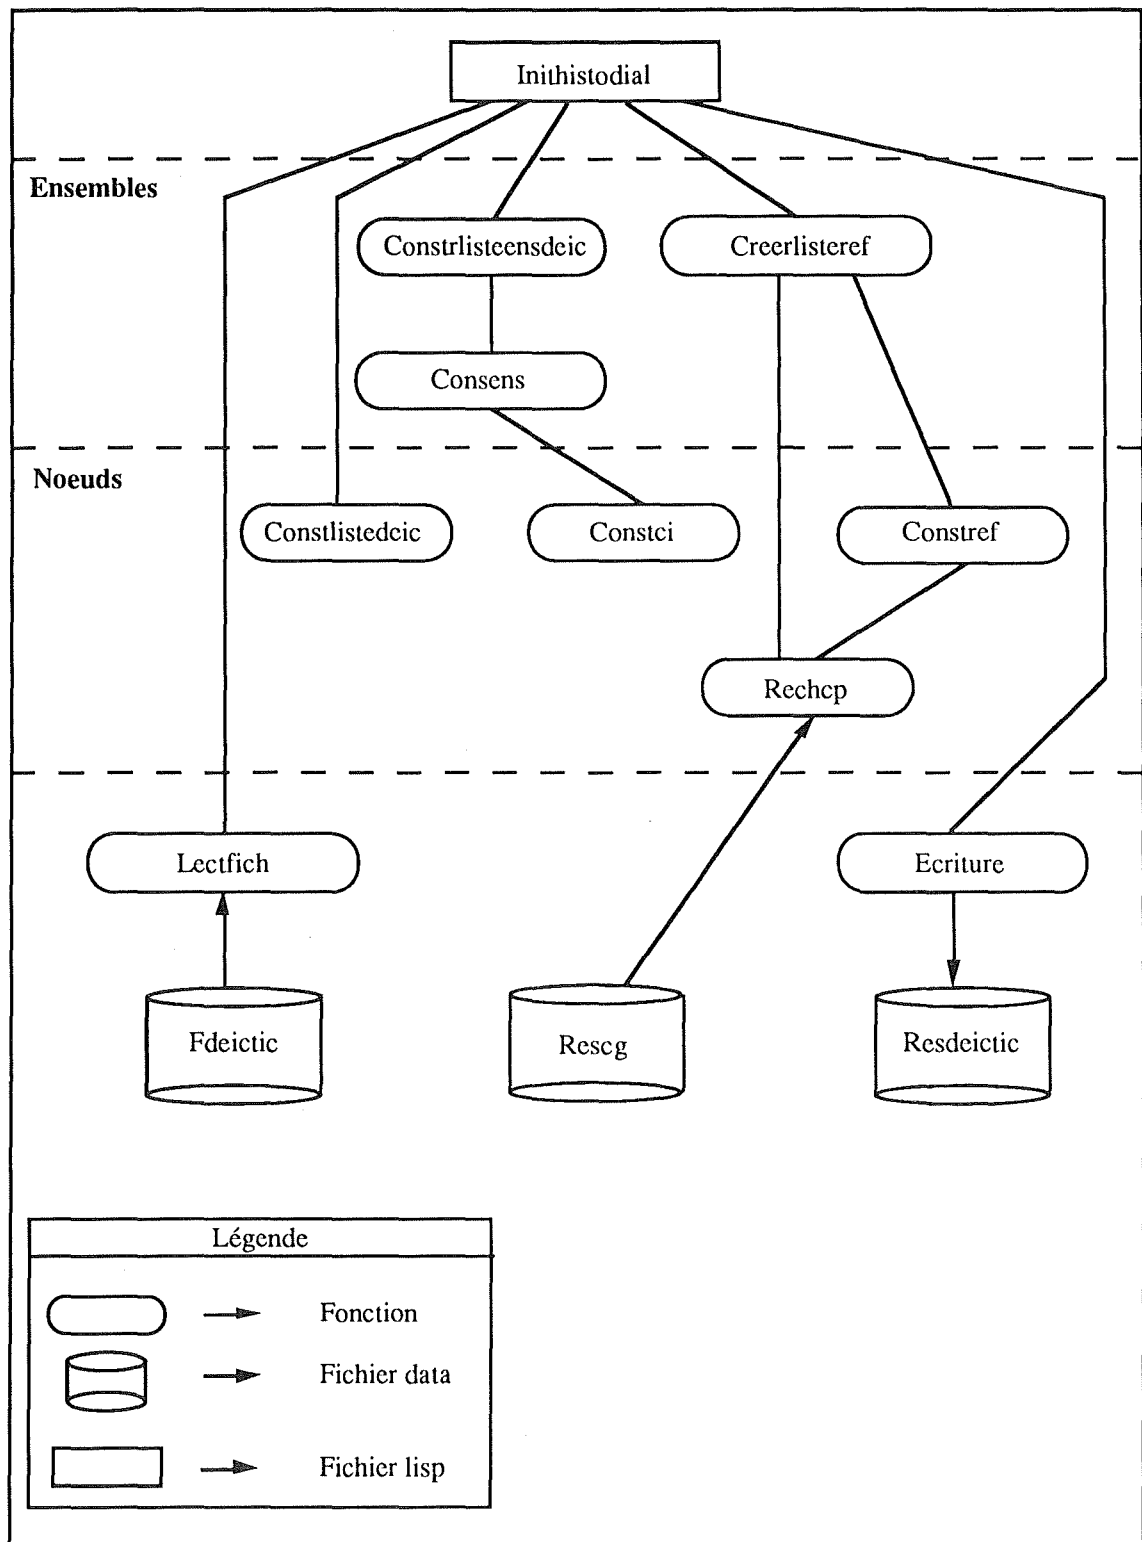 Inithistodial
Ensembles
Constrlisteensdeic
Creerlisteref
Consens
Noeuds
Constlistedeic
Constci
Constref
Rechcp
Lectfich
Ecriture
Fdeictic
Rescg
Resdeictic
Légende
Fonction
Fichier data
Fichier lisp